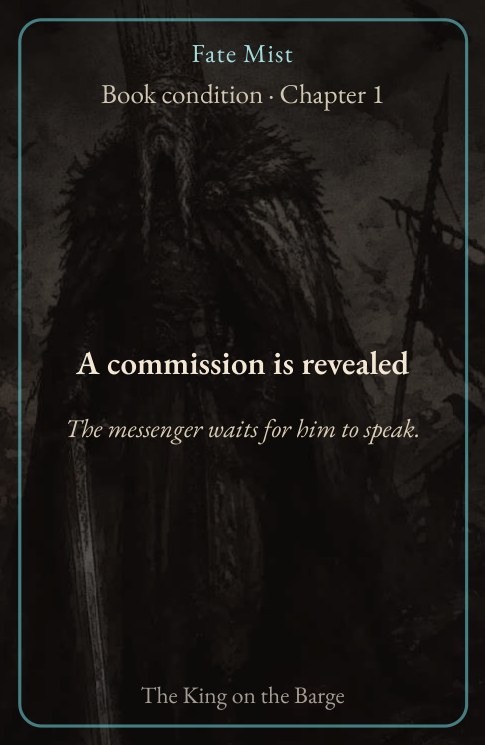 Fate Mist
Book condition · Chapter 1
A commission is revealed
The messenger waits for him to speak.
The King on the Barge